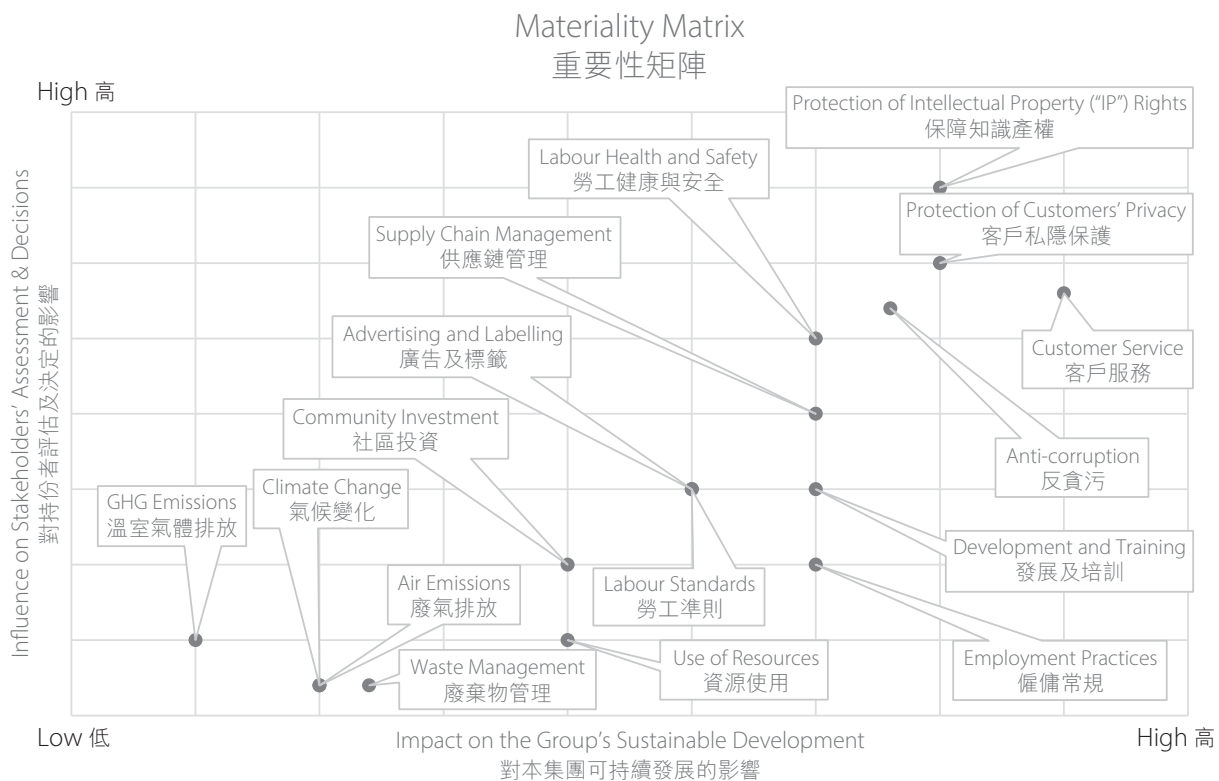 Materiality Matrix
重要性矩陣
High 高
Influence on Stakeholders’ Assessment & Decisions
對持份者評估及決定的影響
Protection of Intellectual Property (“IP”) Rights
保障知識產權
Labour Health and Safety
勞工健康與安全
Protection of Customers’ Privacy
客戶私隱保護
Supply Chain Management
供應鏈管理
Advertising and Labelling
廣告及標籤
Customer Service
客戶服務
Community Investment
社區投資
Anti-corruption
反貪污
Climate Change
氣候變化
GHG Emissions
溫室氣體排放
Development and Training
發展及培訓
Air Emissions
廢氣排放
Labour Standards
勞工準則
Waste Management
廢棄物管理
Use of Resources
資源使用
Employment Practices
僱傭常規
Low 低
Impact on the Group’s Sustainable Development
對本集團可持續發展的影響
High 高